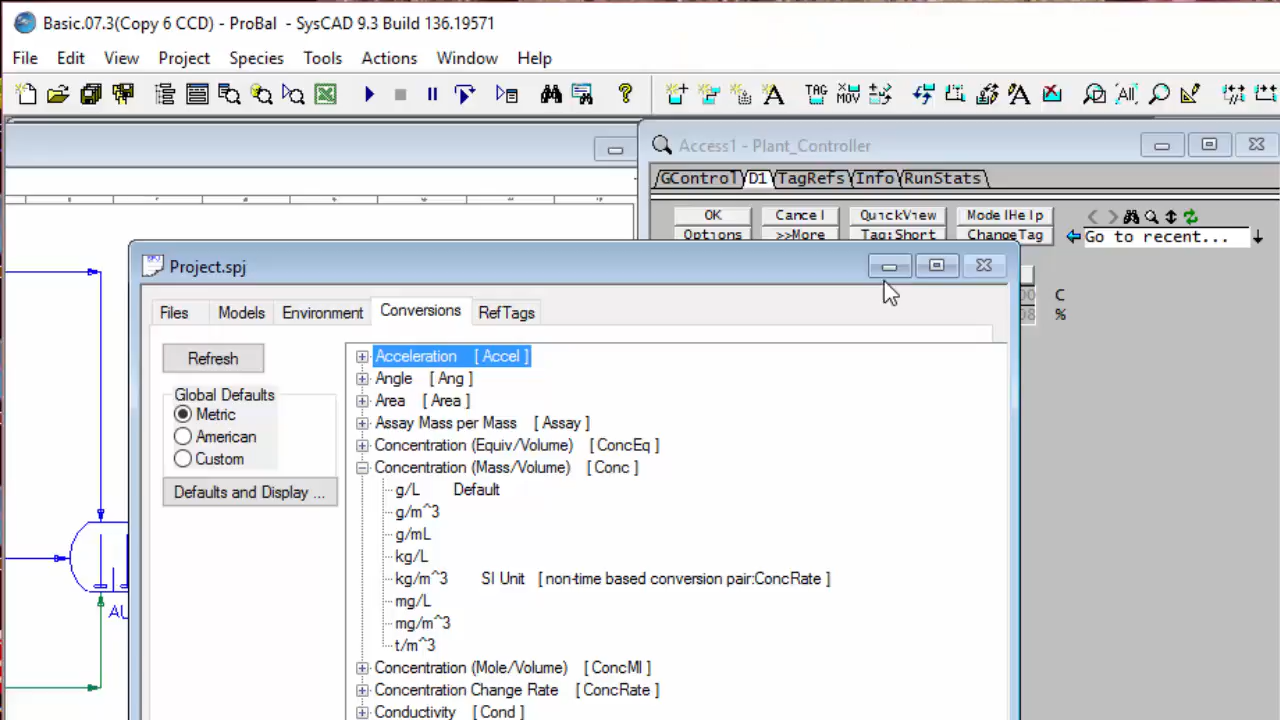 Basic.07.3(Copy 6 CCD) - ProBal - SysCAD 9.3 Build 136.19571
File Edit View Project Species Tools Actions Window Help
TAG MOV All
Access1 - Plant_Controller
GControl D1 TagRefs Info RunStats
OK Cancel QuickView ModelHelp
Options >>More Tag:Short ChangeTag Go to recent...
Project.spj
C
%
Files Models Environment Conversions RefTags
Refresh
Global Defaults
Metric
American
Custom
Defaults and Display ...
Acceleration [ Accel ]
Angle [ Ang ]
Area [ Area ]
Assay Mass per Mass [ Assay ]
Concentration (Equiv/Volume) [ ConcEq ]
Concentration (Mass/Volume) [ Conc ]
g/L Default
g/m^3
g/mL
kg/L
kg/m^3 SI Unit [ non-time based conversion pair:ConcRate ]
mg/L
mg/m^3
t/m^3
Concentration (Mole/Volume) [ ConcMl ]
Concentration Change Rate [ ConcRate ]
Conductivity [ Cond ]